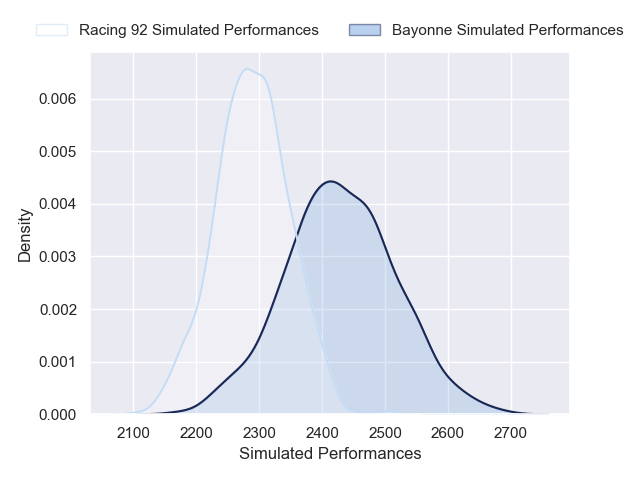 Racing 92 Simulated Performances
Bayonne Simulated Performances
0.006
0.005
0.004
0.003
0.002
0.001
0.000
Density
2100 2200 2300 2400 2500 2600 2700
Simulated Performances